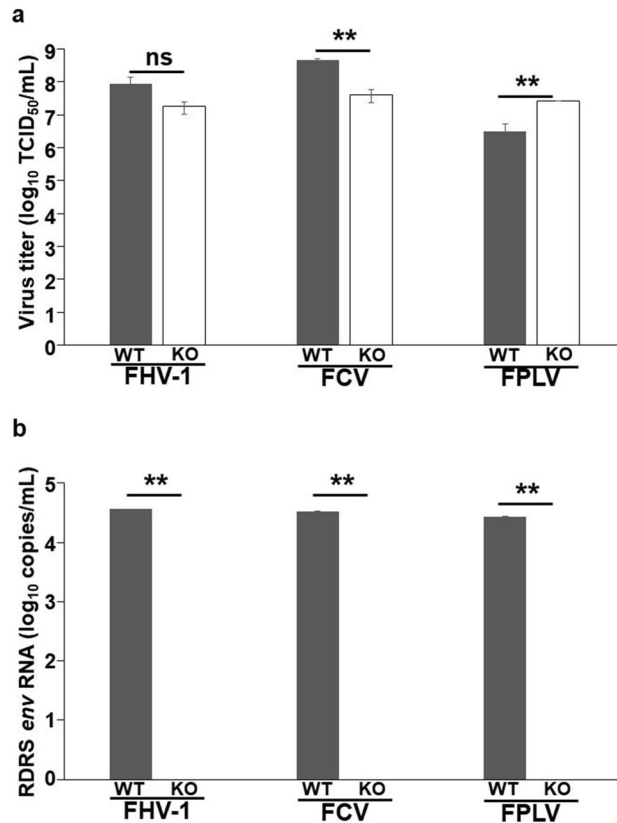 a
Virus titer (log10 TCID50/mL)
9
8
7
6
5
4
3
2
1
0
ns
**
**
WT KO
WT KO
WT KO
FHV-1
FCV
FPLV
b
RDRS env RNA (log10 copies/mL)
5
4
3
2
1
0
**
**
**
WT KO
WT KO
WT KO
FHV-1
FCV
FPLV